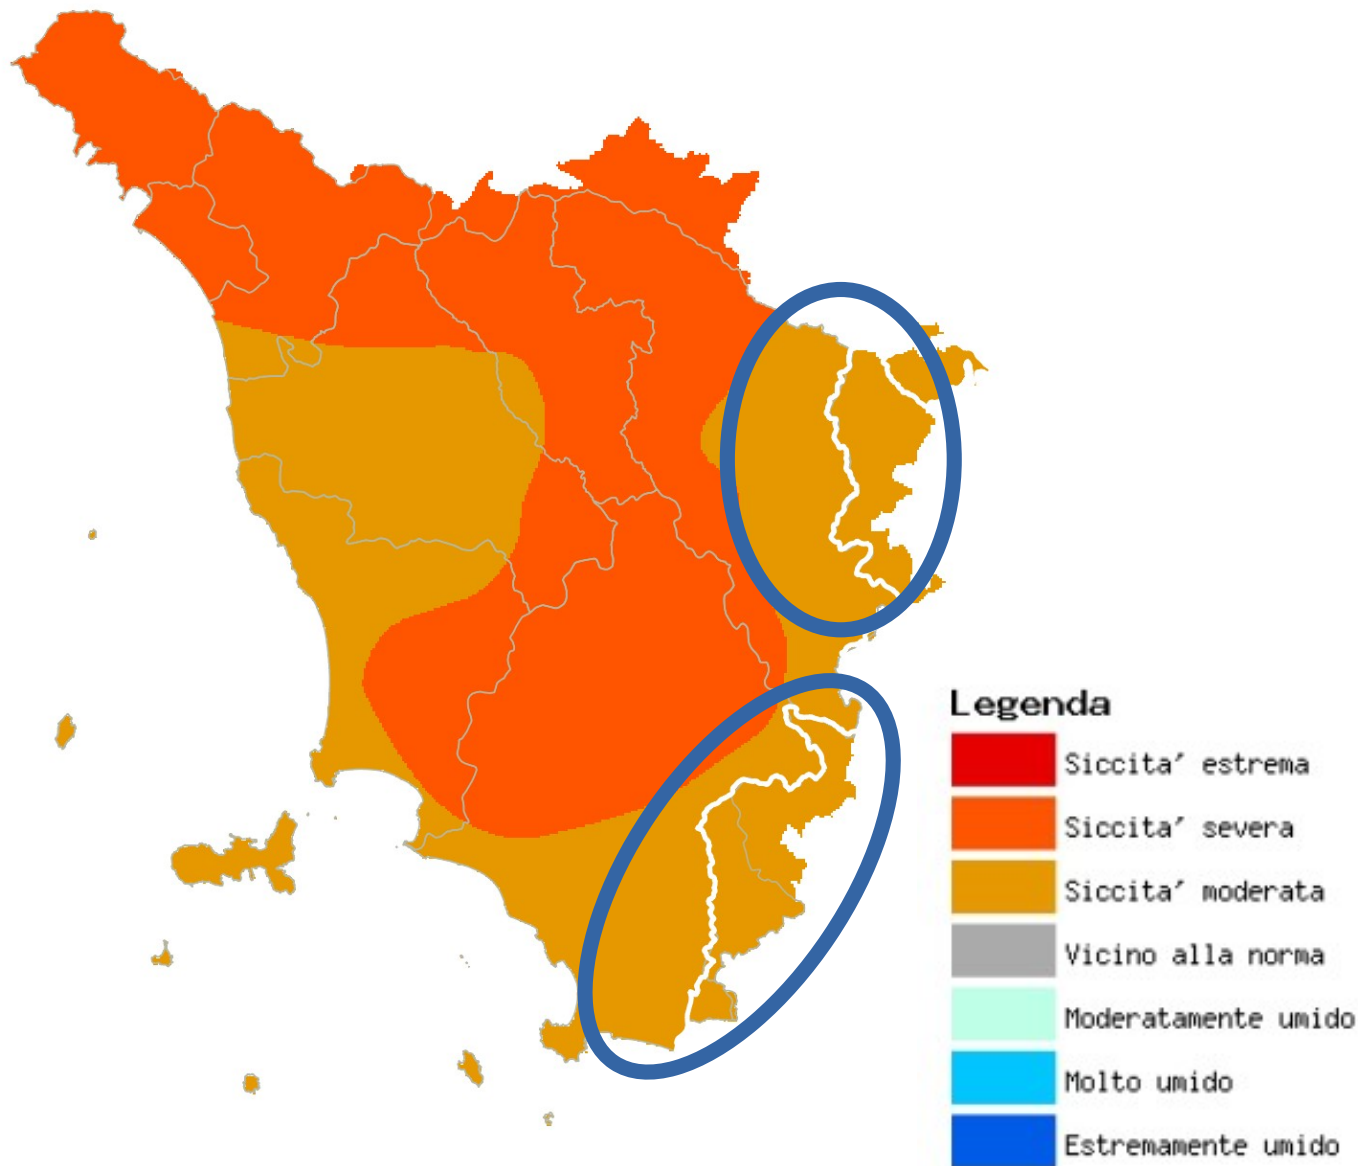 Legenda
Siccita' estrema
Siccita' severa
Siccita' moderata
Vicino alla norma
Moderatamente umido
Molto umido
Estremamente umido